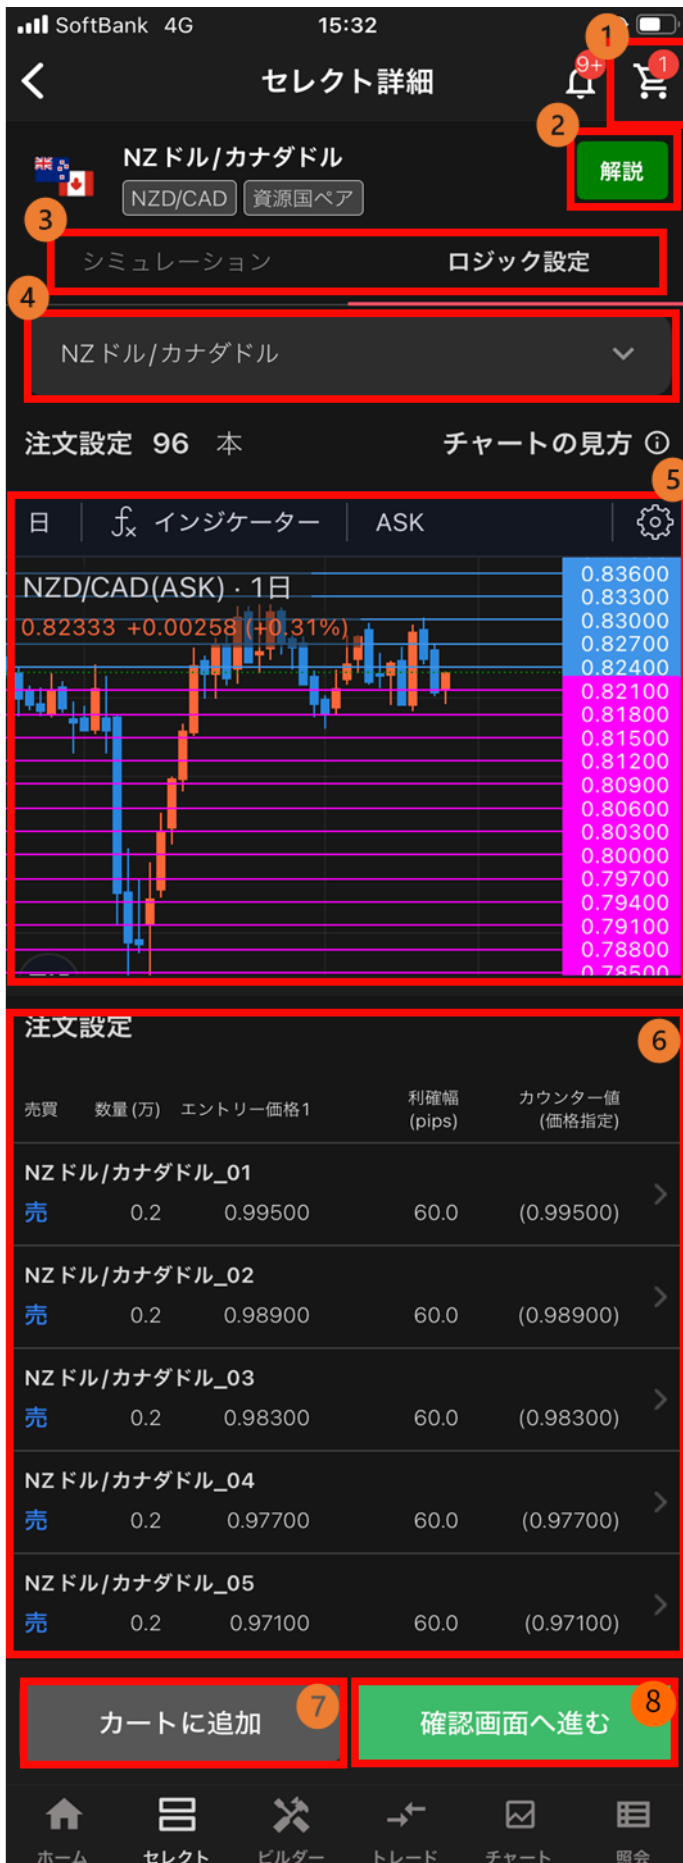 SoftBank 4G 15:32
1
セレクト詳細 9+ 1
2
NZドル/カナダドル
解説
NZD/CAD 資源国ペア
3
シミュレーション ロジック設定
4
NZドル/カナダドル
注文設定 96 本 チャートの見方
5
日 fx インジケーター ASK
NZD/CAD(ASK)・1日
0.82333 +0.00258 (+0.31%)
0.83600
0.83300
0.83000
0.82700
0.82400
0.82100
0.81800
0.81500
0.81200
0.80900
0.80600
0.80300
0.80000
0.79700
0.79400
0.79100
0.78800
0.78500
注文設定
6
売買 数量(万) エントリー価格1 利確幅(pips) カウンター値(価格指定)
NZドル/カナダドル_01
売 0.2 0.99500 60.0 (0.99500)
NZドル/カナダドル_02
売 0.2 0.98900 60.0 (0.98900)
NZドル/カナダドル_03
売 0.2 0.98300 60.0 (0.98300)
NZドル/カナダドル_04
売 0.2 0.97700 60.0 (0.97700)
NZドル/カナダドル_05
売 0.2 0.97100 60.0 (0.97100)
カートに追加 7 確認画面へ進む 8
ホーム セレクト ビルダー トレード チャート 照会